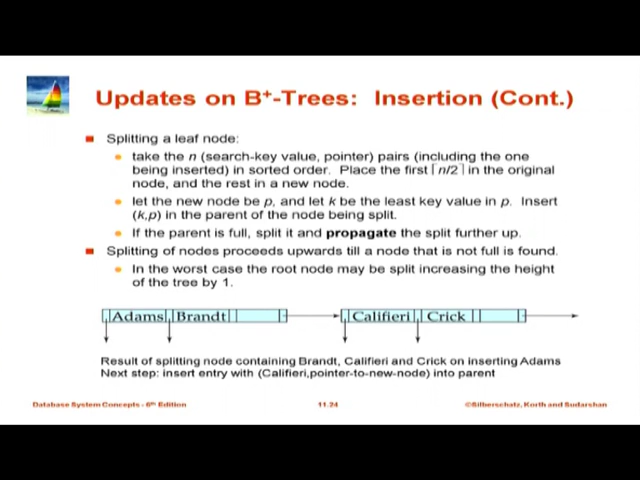 Updates on B+-Trees: Insertion (Cont.)
Splitting a leaf node:
take the n (search-key value, pointer) pairs (including the one
being inserted) in sorted order. Place the first ⌈n/2⌉ in the original
node, and the rest in a new node.
let the new node be p, and let k be the least key value in p. Insert
(k,p) in the parent of the node being split.
If the parent is full, split it and propagate the split further up.
Splitting of nodes proceeds upwards till a node that is not full is found.
In the worst case the root node may be split increasing the height
of the tree by 1.
Adams Brandt Califieri Crick
Result of splitting node containing Brandt, Califieri and Crick on inserting Adams
Next step: insert entry with (Califieri,pointer-to-new-node) into parent
Database System Concepts - 6th Edition 11.24 ©Silberschatz, Korth and Sudarshan